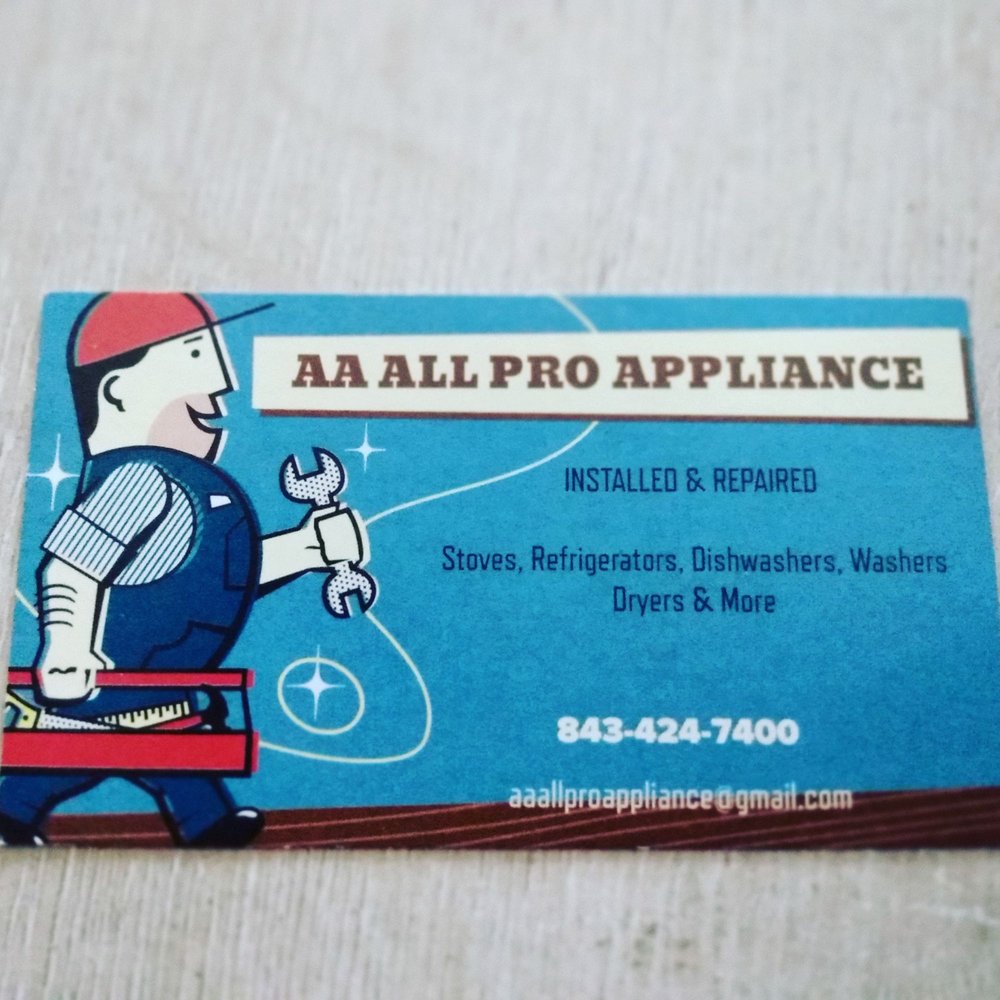 AA ALL PRO APPLIANCE
INSTALLED & REPAIRED
Stoves, Refrigerators, Dishwashers, Washers
Dryers & More
843-424-7400
aaallproappliance@gmail.com